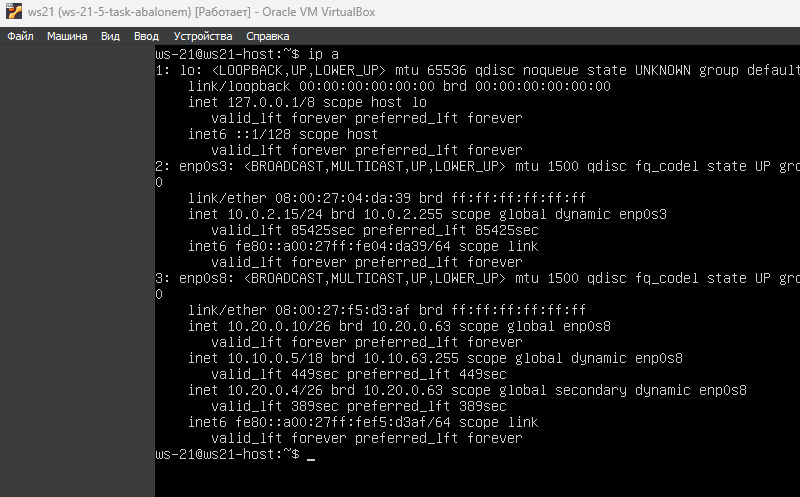 ws21 (ws-21-5-task-abalonem) [Работает] - Oracle VM VirtualBox
Файл Машина Вид Ввод Устройства Справка
ws-21@ws21-host:~$ ip a
1: lo: <LOOPBACK,UP,LOWER_UP> mtu 65536 qdisc noqueue state UNKNOWN group default
link/loopback 00:00:00:00:00:00 brd 00:00:00:00:00:00
inet 127.0.0.1/8 scope host lo
valid_lft forever preferred_lft forever
inet6 ::1/128 scope host
valid_lft forever preferred_lft forever
2: enp0s3: <BROADCAST,MULTICAST,UP,LOWER_UP> mtu 1500 qdisc fq_codel state UP gro
0
link/ether 08:00:27:04:da:39 brd ff:ff:ff:ff:ff:ff
inet 10.0.2.15/24 brd 10.0.2.255 scope global dynamic enp0s3
valid_lft 85425sec preferred_lft 85425sec
inet6 fe80::a00:27ff:fe04:da39/64 scope link
valid_lft forever preferred_lft forever
3: enp0s8: <BROADCAST,MULTICAST,UP,LOWER_UP> mtu 1500 qdisc fq_codel state UP gro
0
link/ether 08:00:27:f5:d3:af brd ff:ff:ff:ff:ff:ff
inet 10.20.0.10/26 brd 10.20.0.63 scope global enp0s8
valid_lft forever preferred_lft forever
inet 10.10.0.5/18 brd 10.10.63.255 scope global dynamic enp0s8
valid_lft 449sec preferred_lft 449sec
inet 10.20.0.4/26 brd 10.20.0.63 scope global secondary dynamic enp0s8
valid_lft 389sec preferred_lft 389sec
inet6 fe80::a00:27ff:fef5:d3af/64 scope link
valid_lft forever preferred_lft forever
ws-21@ws21-host:~$ _